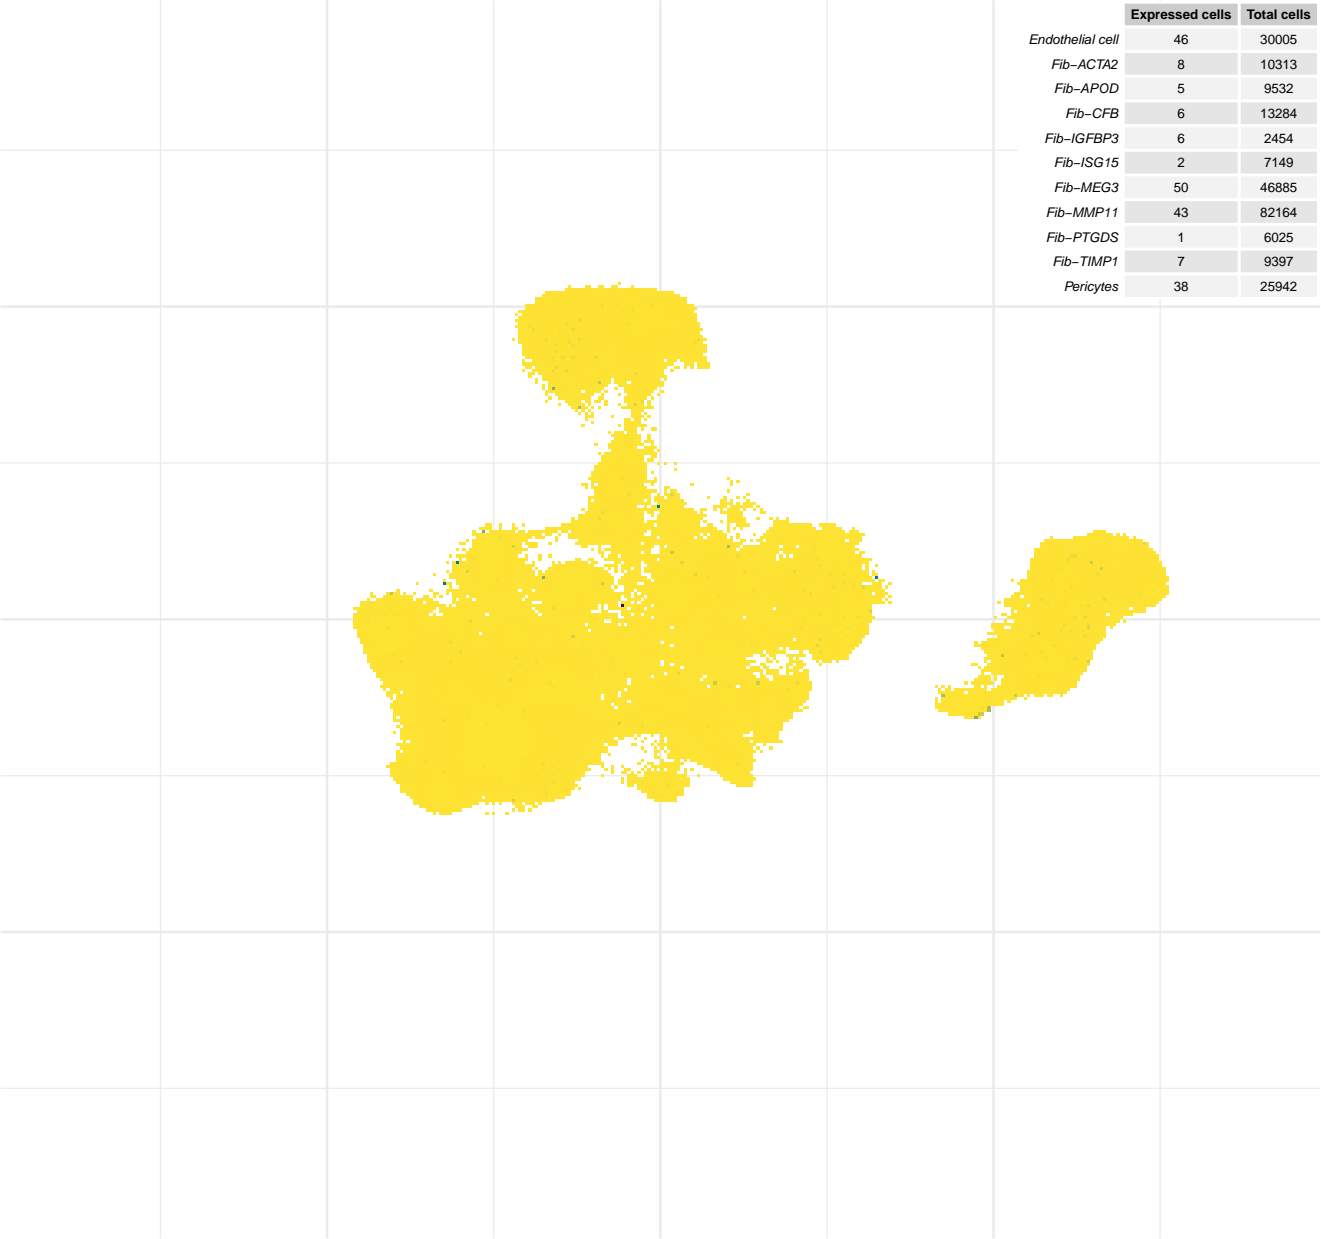 Expressed cells Total cells
Endothelial cell 46 30005
Fib−ACTA2 8 10313
Fib−APOD 5 9532
Fib−CFB 6 13284
Fib−IGFBP3 6 2454
Fib−ISG15 2 7149
Fib−MEG3 50 46885
Fib−MMP11 43 82164
Fib−PTGDS 1 6025
Fib−TIMP1 7 9397
Pericytes 38 25942